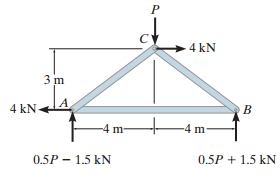 P
C
4 kN
3 m
4 kN
A
B
4 m
4 m
0.5P − 1.5 kN
0.5P + 1.5 kN